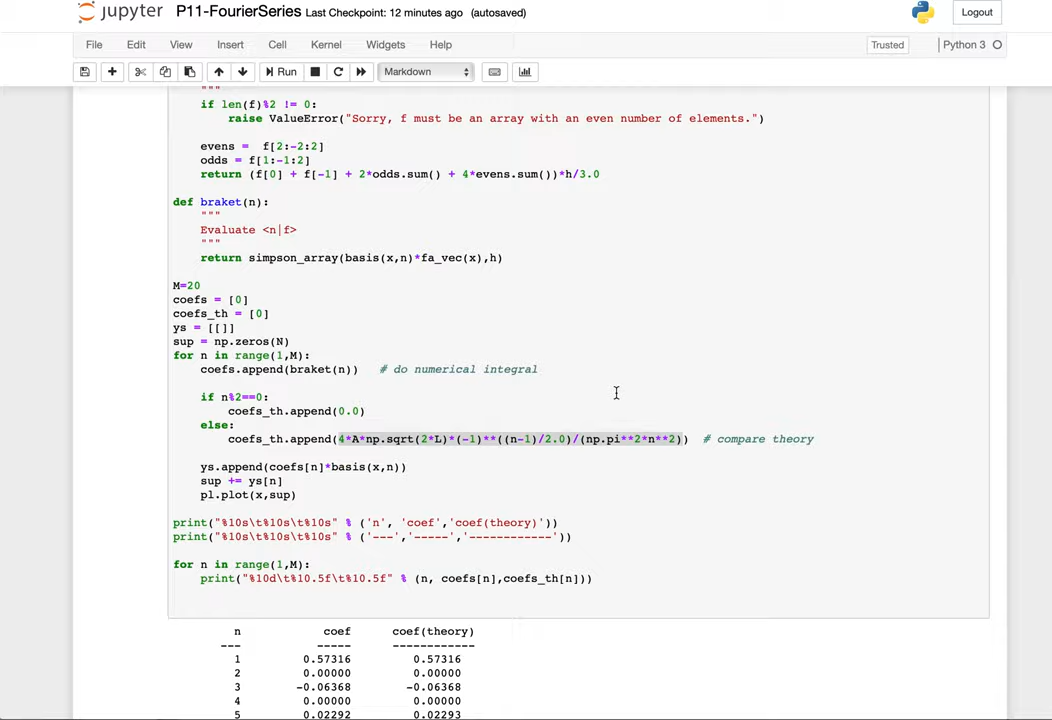 jupyter P11-FourierSeries Last Checkpoint: 12 minutes ago (autosaved) Logout
File Edit View Insert Cell Kernel Widgets Help Trusted Python 3
Run Markdown
"""
if len(f)%2 != 0:
raise ValueError("Sorry, f must be an array with an even number of elements.")
evens =  f[2:-2:2]
odds = f[1:-1:2]
return (f[0] + f[-1] + 2*odds.sum() + 4*evens.sum())*h/3.0
def braket(n):
"""
Evaluate <n|f>
"""
return simpson_array(basis(x,n)*fa_vec(x),h)
M=20
coefs = [0]
coefs_th = [0]
ys = [[]]
sup = np.zeros(N)
for n in range(1,M):
coefs.append(braket(n))   # do numerical integral
if n%2==0:
coefs_th.append(0.0)
else:
coefs_th.append(4*A*np.sqrt(2*L)*(-1)**((n-1)/2.0)/(np.pi**2*n**2))  # compare theory
ys.append(coefs[n]*basis(x,n))
sup += ys[n]
pl.plot(x,sup)
print("%10s\t%10s\t%10s" % ('n', 'coef','coef(theory)'))
print("%10s\t%10s\t%10s" % ('---','-----','------------'))
for n in range(1,M):
print("%10d\t%10.5f\t%10.5f" % (n, coefs[n],coefs_th[n]))
n coef coef(theory)
--- ----- ------------
1 0.57316 0.57316
2 0.00000 0.00000
3 -0.06368 -0.06368
4 0.00000 0.00000
5 0.02292 0.02293